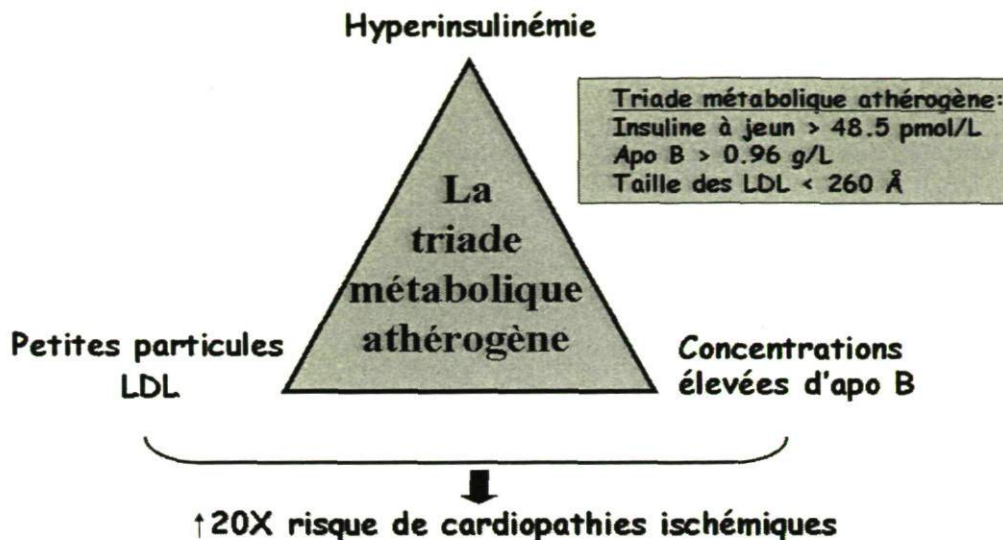 Hyperinsulinémie
Triade métabolique athérogène:
Insuline à jeun > 48.5 pmol/L
Apo B > 0.96 g/L
Taille des LDL < 260 Å
La
triade
métabolique
athérogène
Petites particules
LDL
Concentrations
élevées d'apo B
↑20X risque de cardiopathies ischémiques